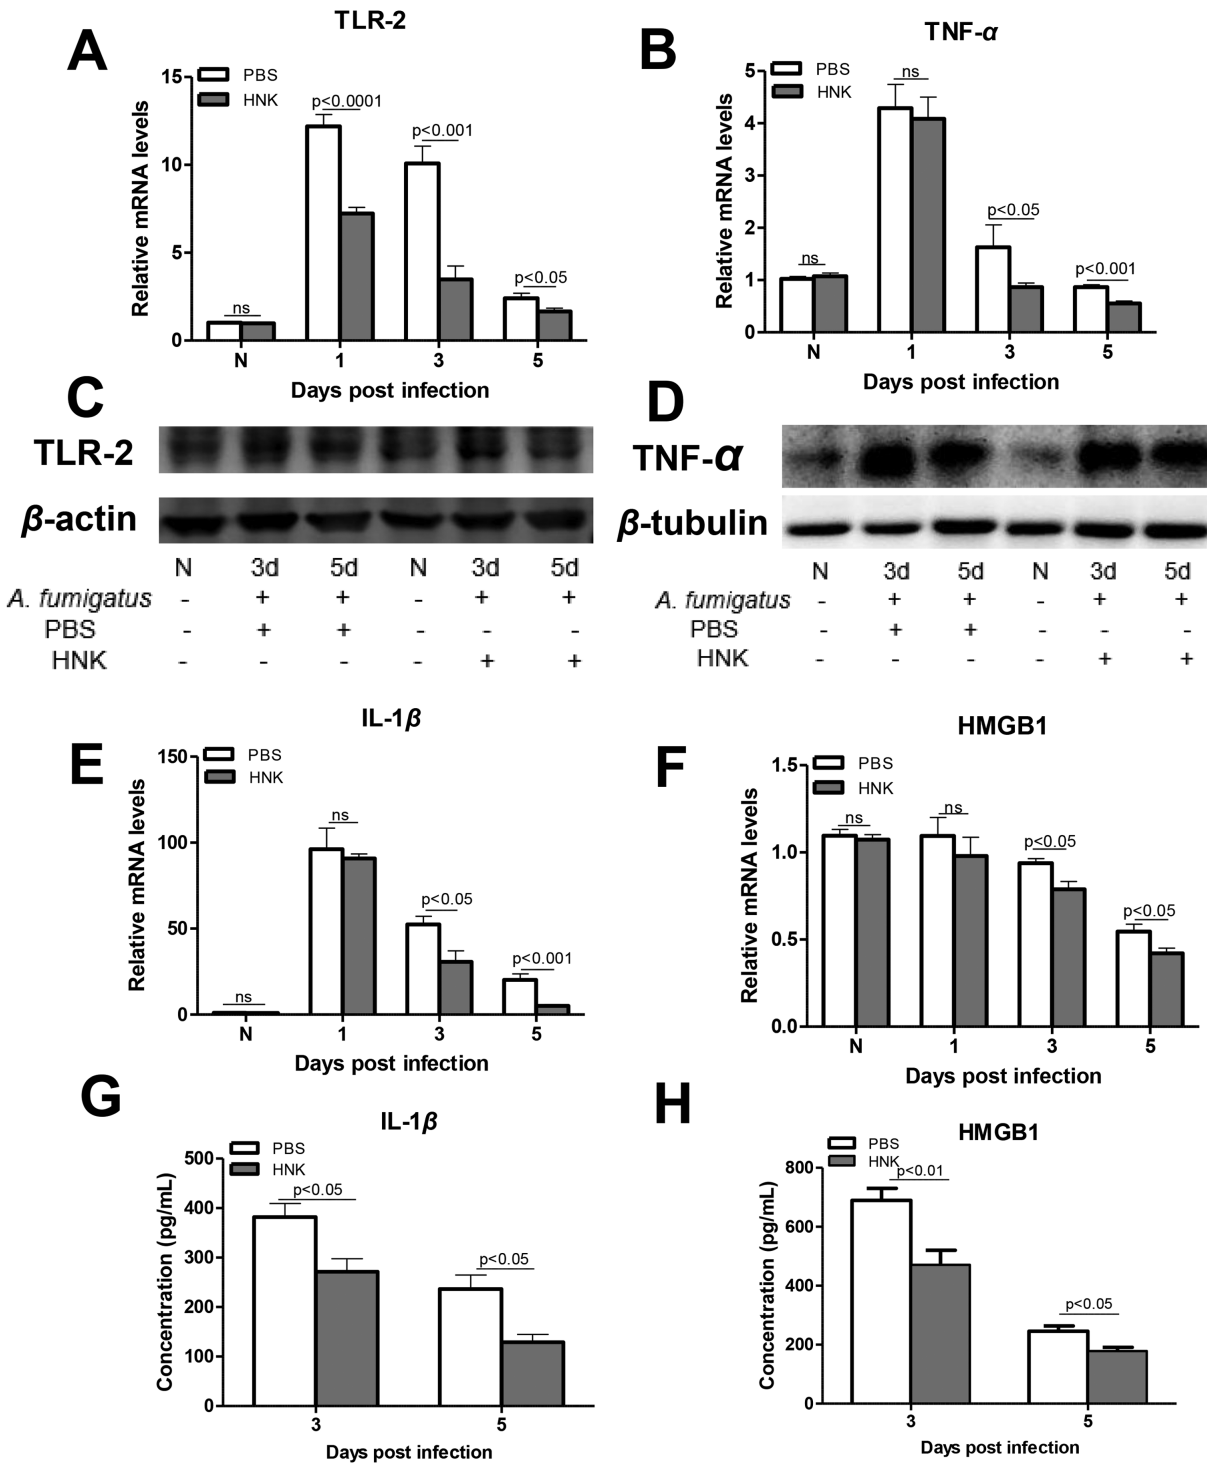 A
TLR-2
PBS
HNK
Relative mRNA levels
15
10
5
0
p<0.0001
p<0.001
p<0.05
ns
N 1 3 5
Days post infection
B
TNF-α
PBS
HNK
Relative mRNA levels
5
4
3
2
1
0
ns
ns
p<0.05
p<0.001
N 1 3 5
Days post infection
C
TLR-2
β-actin
N 3d 5d N 3d 5d
A. fumigatus - + + - + +
PBS - + + - - -
HNK - - - - + +
D
TNF-α
β-tubulin
N 3d 5d N 3d 5d
A. fumigatus - + + - + +
PBS - + + - - -
HNK - - - - + +
E
IL-1β
PBS
HNK
Relative mRNA levels
150
100
50
0
ns
ns
p<0.05
p<0.001
N 1 3 5
Days post infection
F
HMGB1
PBS
HNK
Relative mRNA levels
1.5
1.0
0.5
0.0
ns
ns
p<0.05
p<0.05
N 1 3 5
Days post infection
G
IL-1β
PBS
HNK
Concentration (pg/mL)
500
400
300
200
100
0
p<0.05
p<0.05
3 5
Days post infection
H
HMGB1
PBS
HNK
Concentration (pg/mL)
800
600
400
200
0
p<0.01
p<0.05
3 5
Days post infection